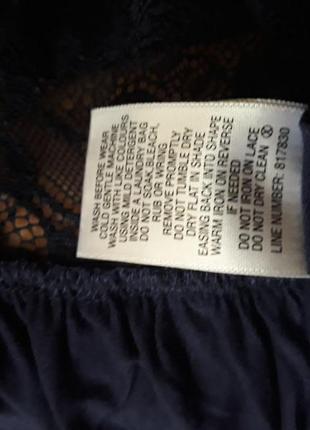 WASH BEFORE WEAR
COLD GENTLE MACHINE
WASH WITH LIKE COLOURS
USING MILD DETERGENT
INSIDE A LAUNDRY BAG
DO NOT SOAK,BLEACH,
RUB OR WRING
REMOVE PROMPTLY
DO NOT TUMBLE DRY
DRY FLAT IN SHADE
EASING BACK INTO SHAPE
WARM IRON ON REVERSE
IF NEEDED
DO NOT IRON ON LACE
DO NOT DRY CLEAN Ⓧ
LINE NUMBER: 817830